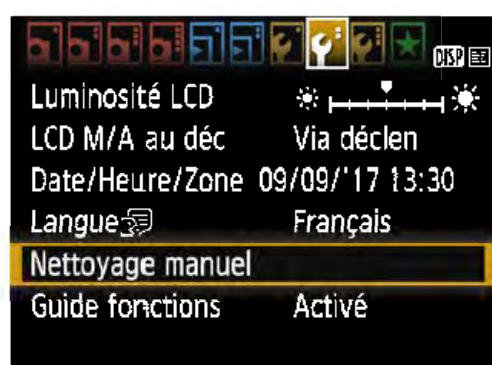 DISP
Luminosité LCD
LCD M/A au déc Via déclen
Date/Heure/Zone 09/09/'17 13:30
Langue Français
Nettoyage manuel
Guide fonctions Activé